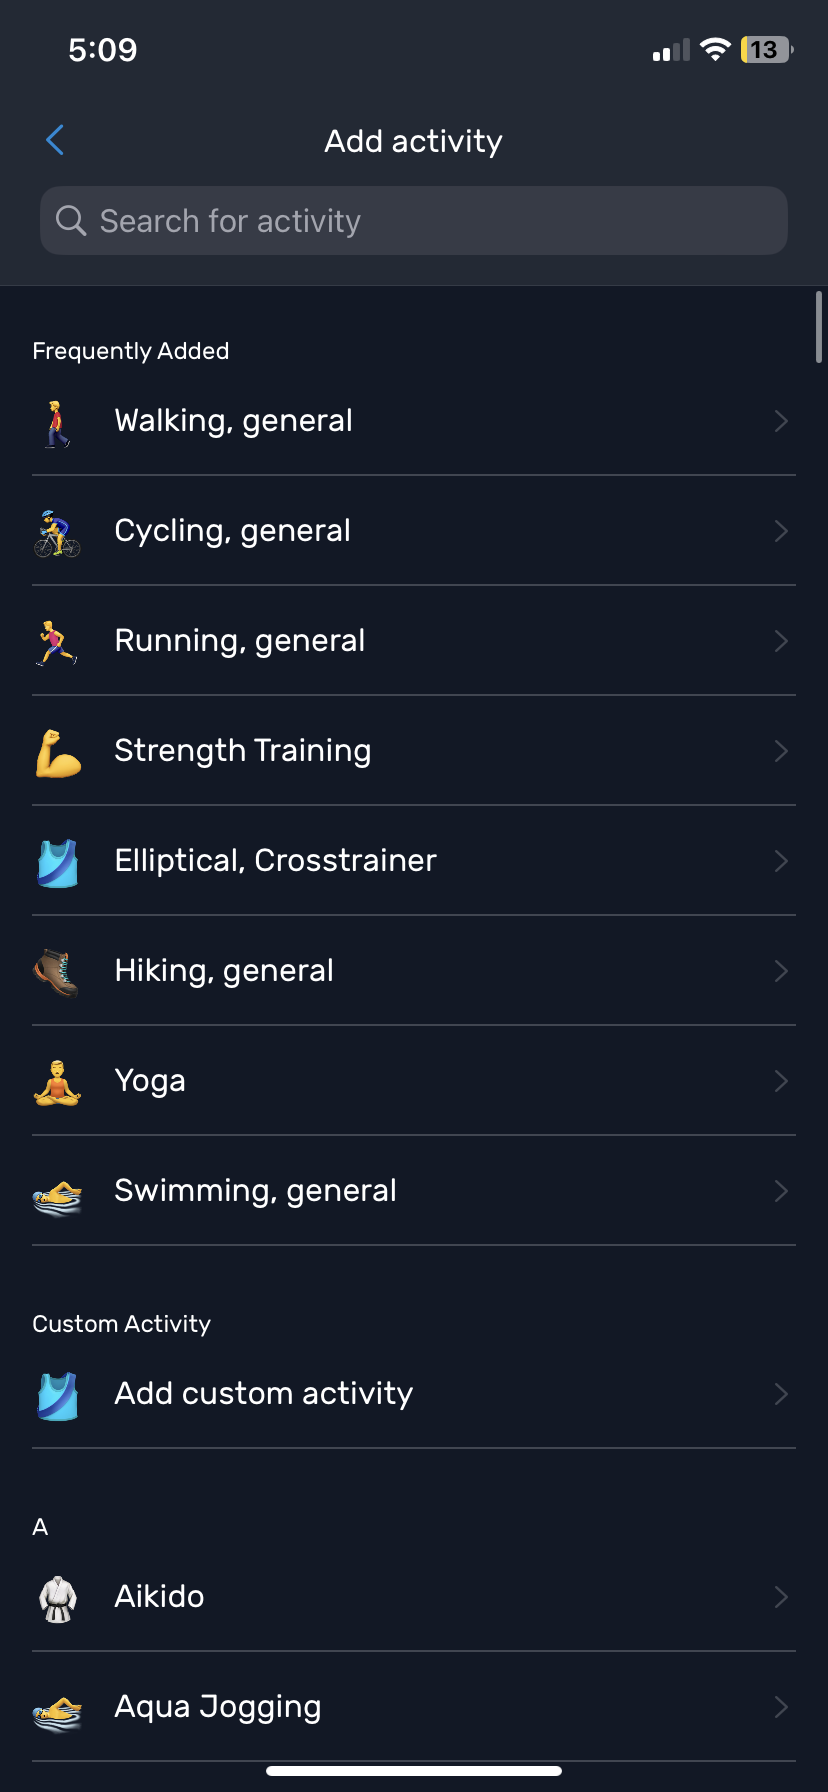 5:09
13
Add activity
Search for activity
Frequently Added
Walking, general
Cycling, general
Running, general
Strength Training
Elliptical, Crosstrainer
Hiking, general
Yoga
Swimming, general
Custom Activity
Add custom activity
A
Aikido
Aqua Jogging